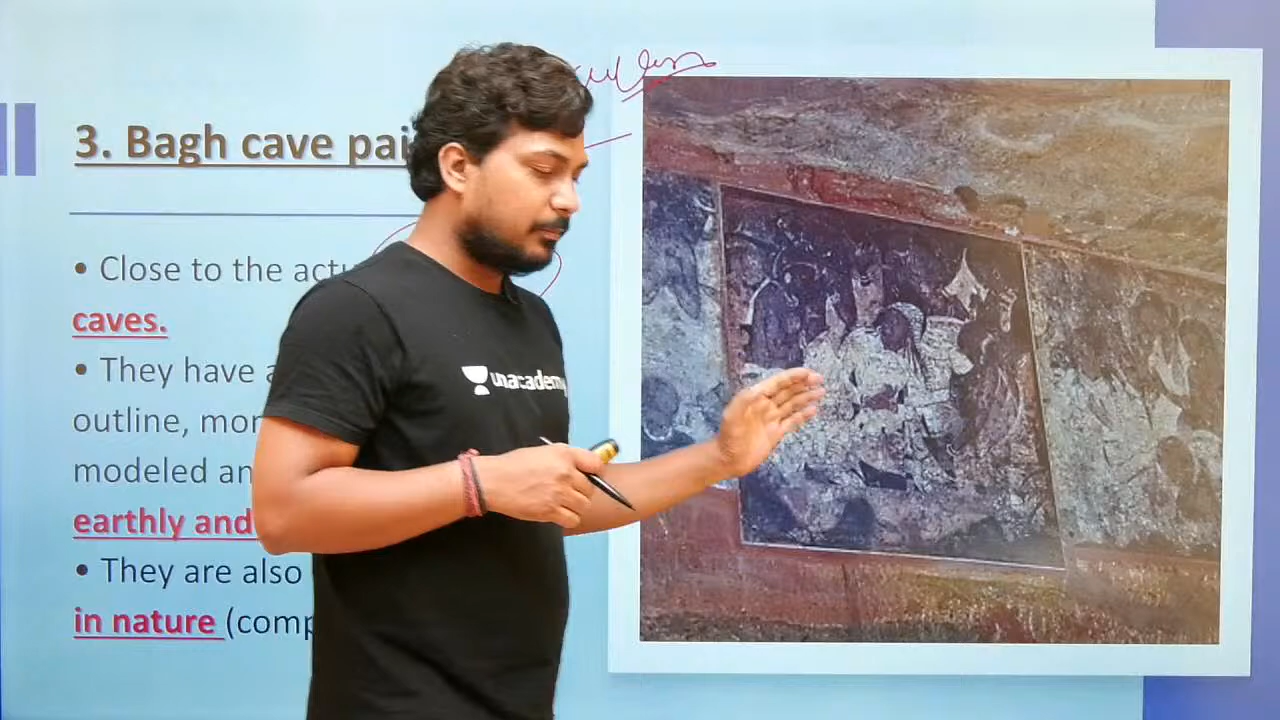 3. Bagh cave pai
• Close to the actu
caves.
• They have a
outline, mor
modeled an
earthly and
• They are also
in nature (comp
unacademy